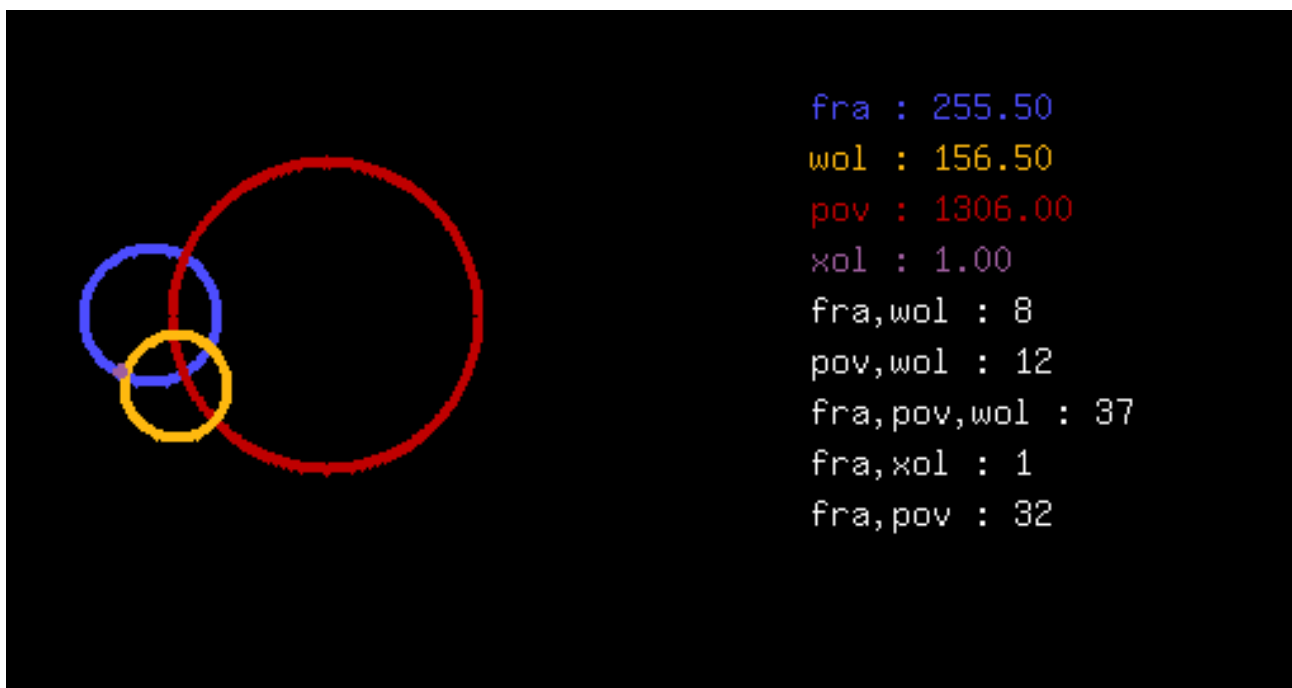 fra : 255.50
wol : 156.50
pov : 1306.00
xol : 1.00
fra,wol : 8
pov,wol : 12
fra,pov,wol : 37
fra,xol : 1
fra,pov : 32